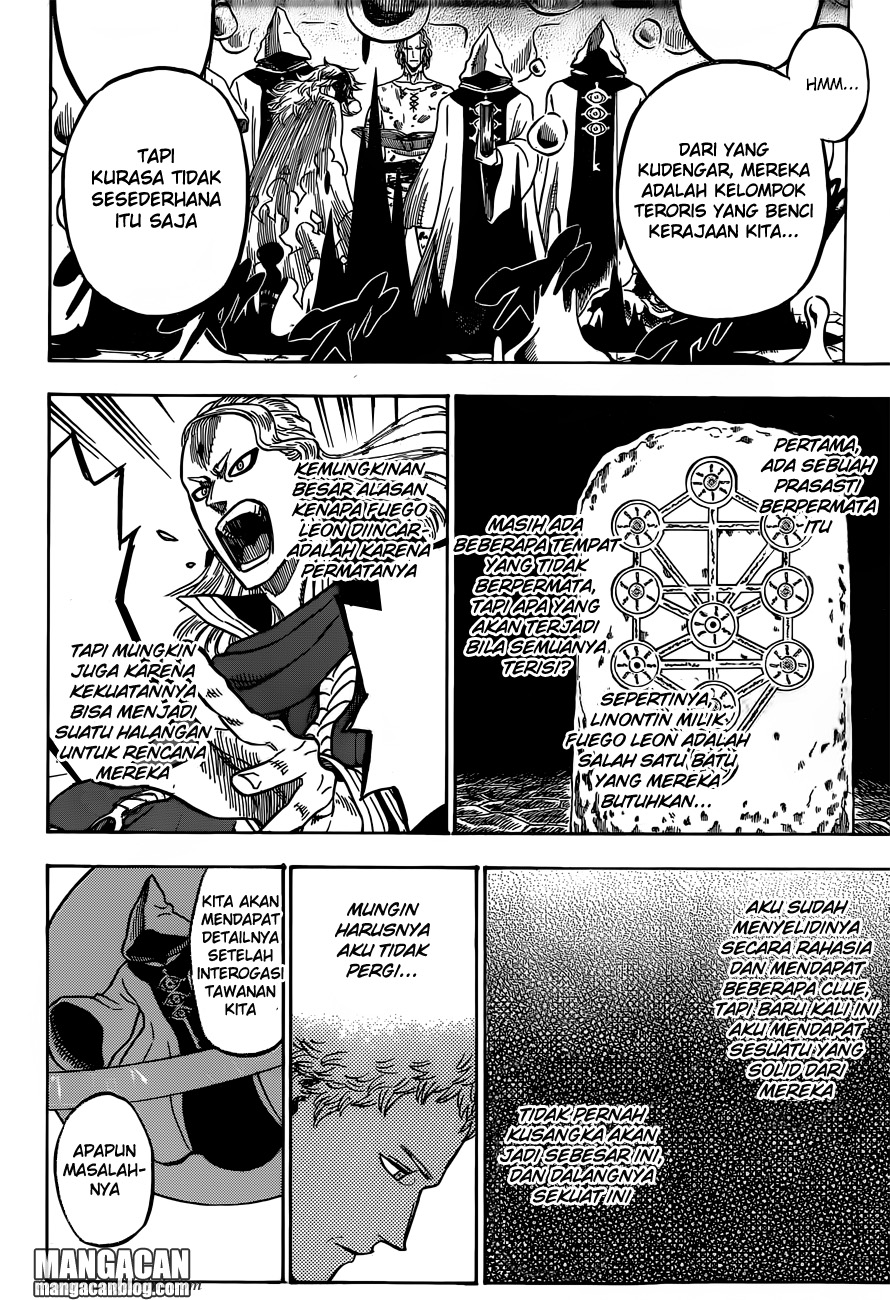 HMM...
DARI YANG
KUDENGAR, MEREKA
ADALAH KELOMPOK
TERORIS YANG BENCI
KERAJAAN KITA...
TAPI
KURASA TIDAK
SESEDERHANA
ITU SAJA
PERTAMA,
ADA SEBUAH
PRASASTI
BERPERMATA
ITU
MASIH ADA
BEBERAPA TEMPAT
YANG TIDAK
BERPERMATA,
TAPI APA YANG
AKAN TERJADI
BILA SEMUANYA
TERISI?
SEPERTINYA,
LINONTIN MILIK
FUEGO LEON ADALAH
SALAH SATU BATU
YANG MEREKA
BUTUHKAN...
KEMUNGKINAN
BESAR ALASAN
KENAPA FUEGO
LEON DIINCAR,
ADALAH KARENA
PERMATANYA
TAPI MUNGKIN
JUGA KARENA
KEKUATANNYA
BISA MENJADI
SUATU HALANGAN
UNTUK RENCANA
MEREKA
AKU SUDAH
MENYELIDINYA
SECARA RAHASIA
DAN MENDAPAT
BEBERAPA CLUE,
TAPI BARU KALI INI
AKU MENDAPAT
SESUATU YANG
SOLID DARI
MEREKA
TIDAK PERNAH
KUSANGKA AKAN
JADI SEBESAR INI,
DAN DALANGNYA
SEKUAT INI
MUNGIN
HARUSNYA
AKU TIDAK
PERGI...
KITA AKAN
MENDAPAT
DETAILNYA
SETELAH
INTEROGASI
TAWANAN
KITA
APAPUN
MASALAH-
NYA
MANGACAN
mangacanblog.com